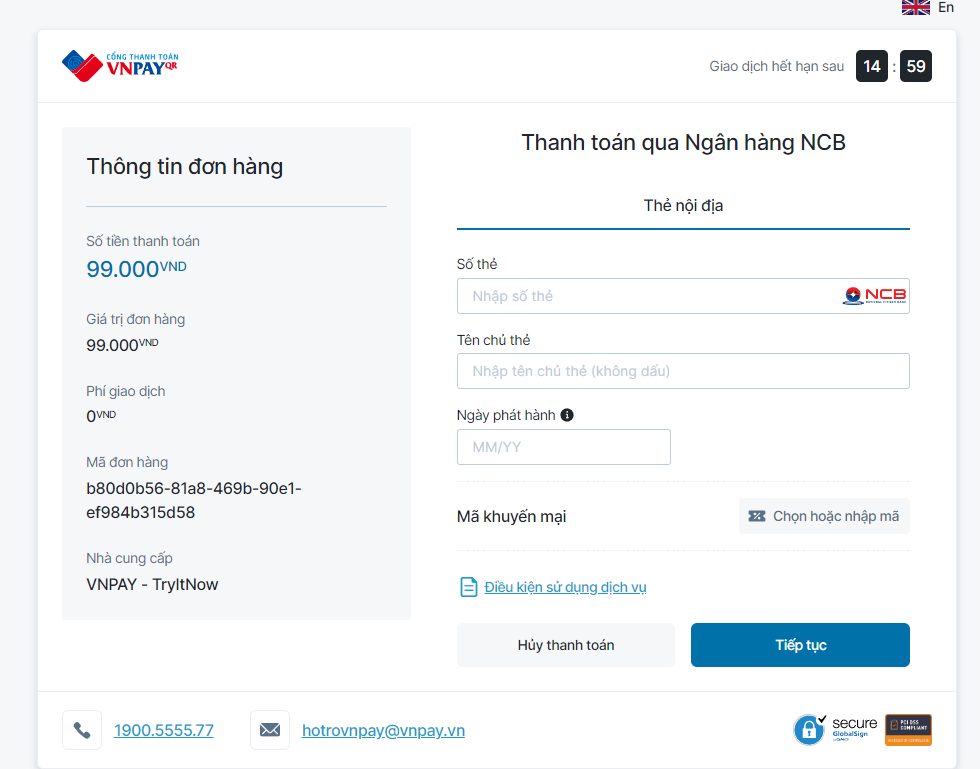 En
CỔNG THANH TOÁN
VNPAYQR
Giao dịch hết hạn sau 14 : 59
Thông tin đơn hàng
Số tiền thanh toán
99.000VND
Giá trị đơn hàng
99.000VND
Phí giao dịch
0VND
Mã đơn hàng
b80d0b56-81a8-469b-90e1-
ef984b315d58
Nhà cung cấp
VNPAY - TryItNow
Thanh toán qua Ngân hàng NCB
Thẻ nội địa
Số thẻ
Nhập số thẻ
NCB
Tên chủ thẻ
Nhập tên chủ thẻ (không dấu)
Ngày phát hành
MM/YY
Mã khuyến mại
Chọn hoặc nhập mã
Điều kiện sử dụng dịch vụ
Hủy thanh toán
Tiếp tục
1900.5555.77
hotrovnpay@vnpay.vn
secure
GlobalSign
PCI DSS
COMPLIANT